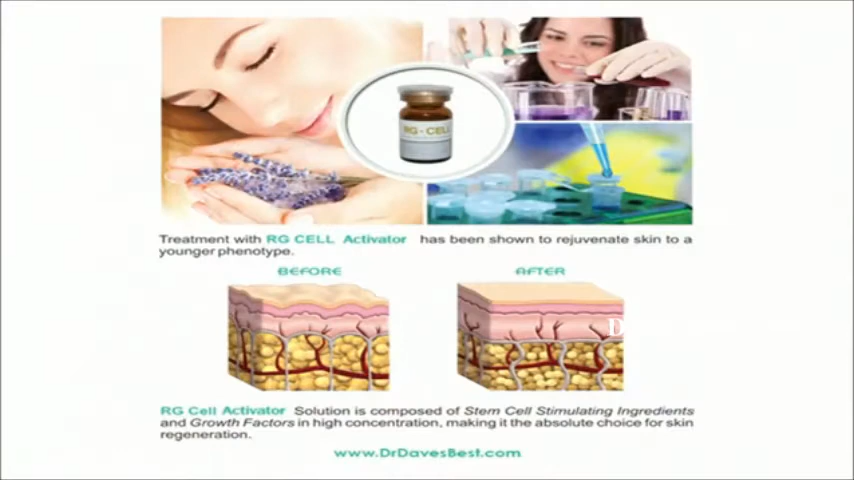 RG - CELL
Treatment with RG CELL Activator has been shown to rejuvenate skin to a
younger phenotype.
BEFORE AFTER
D
RG Cell Activator Solution is composed of Stem Cell Stimulating Ingredients
and Growth Factors in high concentration, making it the absolute choice for skin
regeneration.
www.DrDavesBest.com